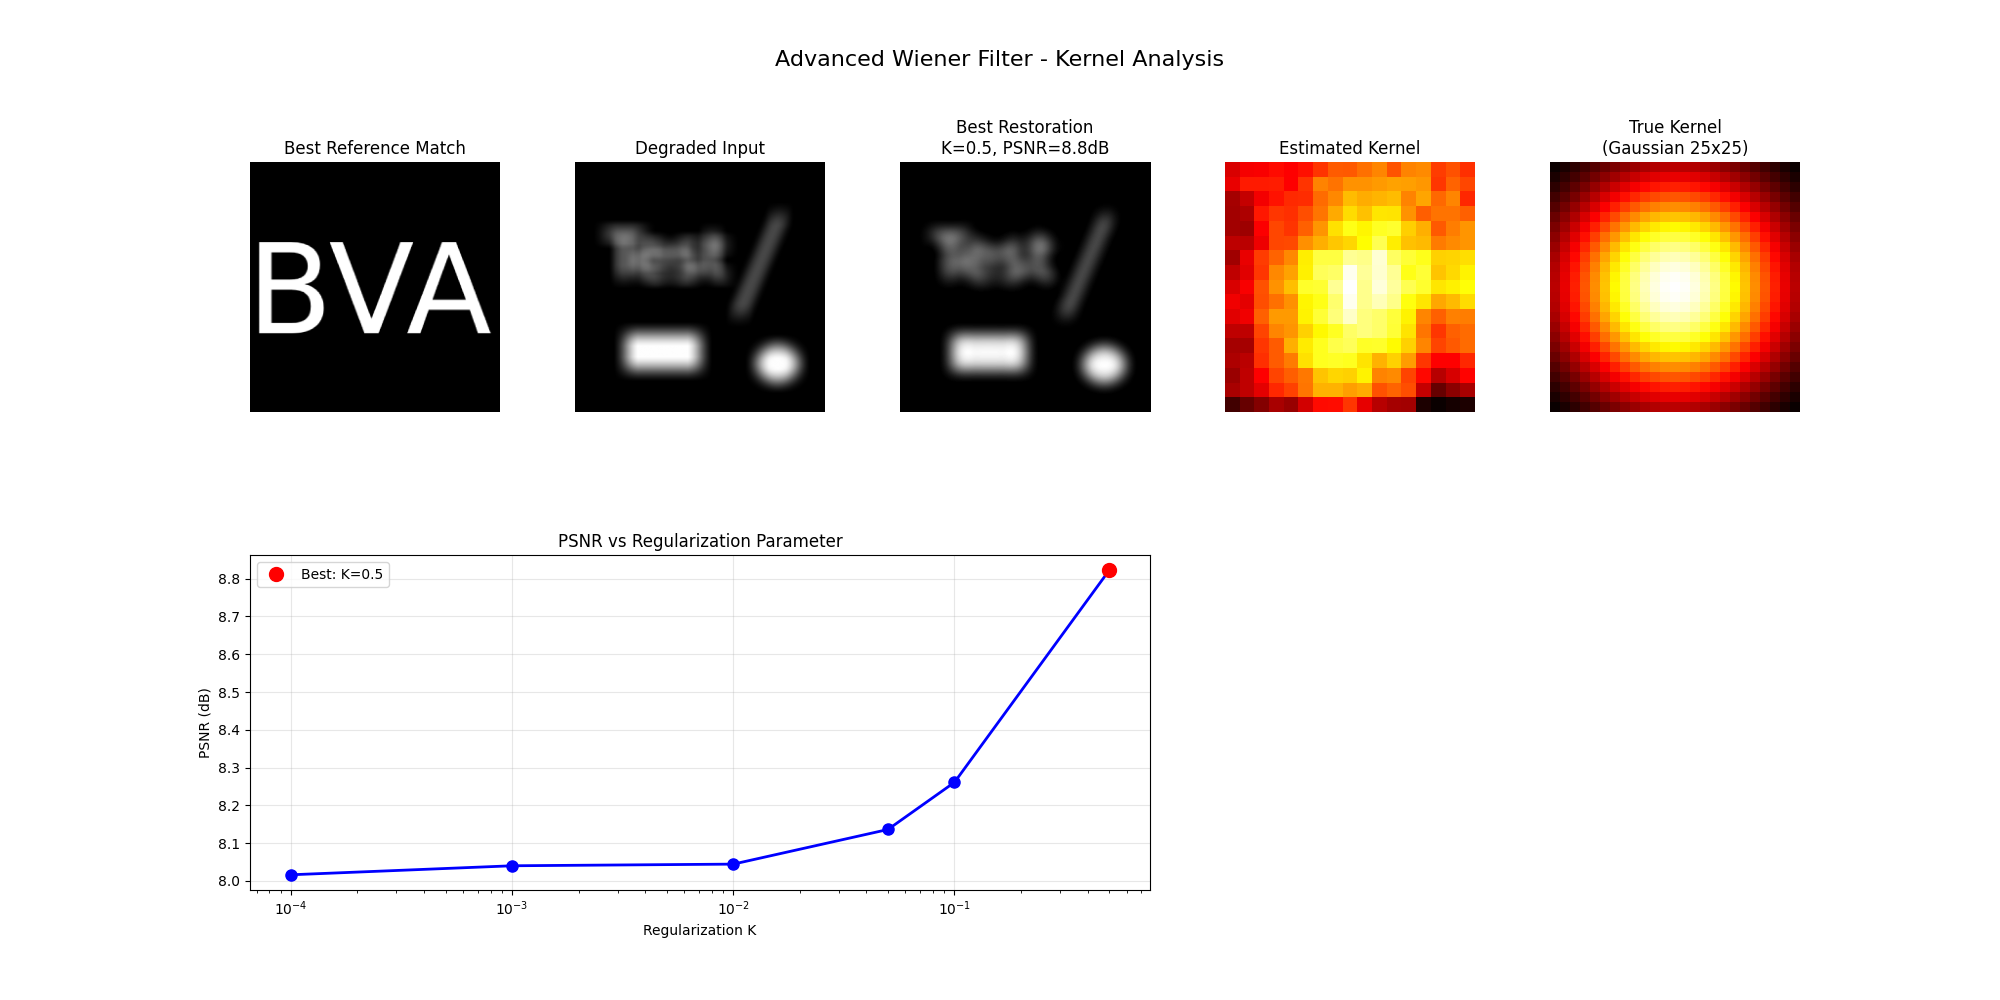 Advanced Wiener Filter - Kernel Analysis
Best Reference Match
Degraded Input
Best Restoration
K=0.5, PSNR=8.8dB
Estimated Kernel
True Kernel
(Gaussian 25x25)
BVA
Test
Test
PSNR vs Regularization Parameter
Best: K=0.5
PSNR (dB)
8.8
8.7
8.6
8.5
8.4
8.3
8.2
8.1
8.0
10⁻⁴
10⁻³
10⁻²
10⁻¹
Regularization K